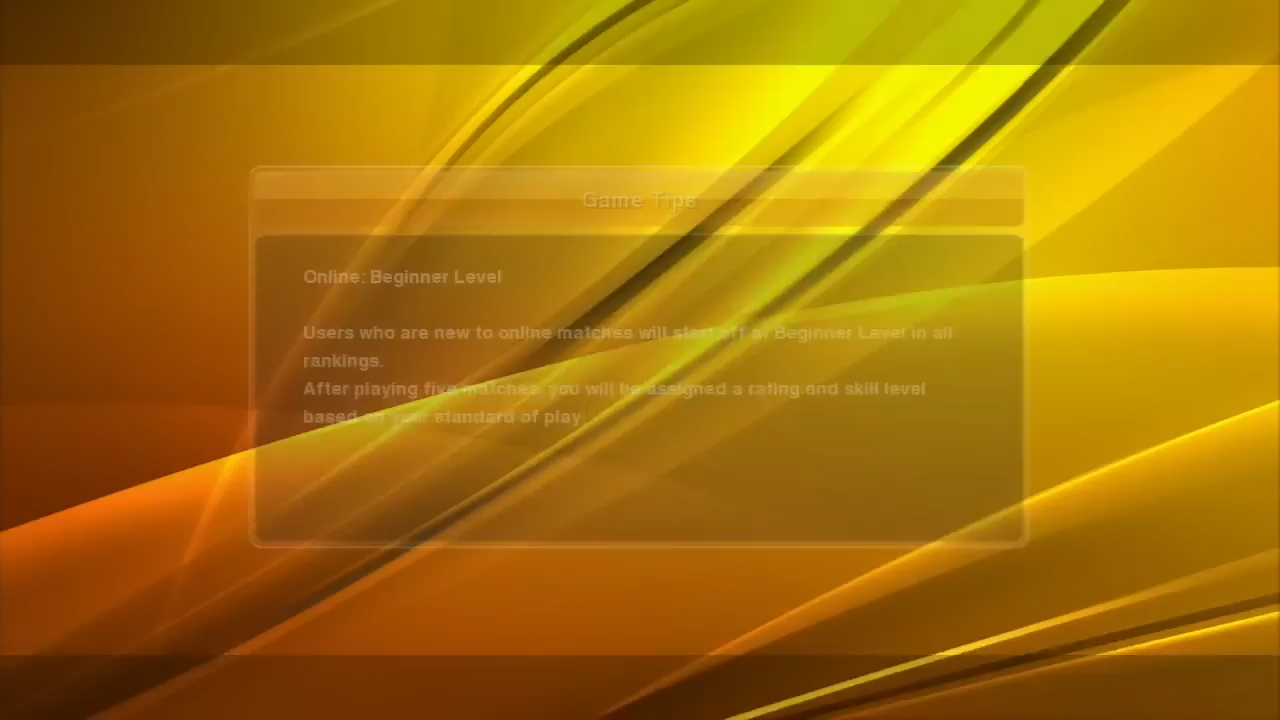 Game Tips
Online: Beginner Level
Users who are new to online matches will start off at Beginner Level in all
rankings.
After playing five matches, you will be assigned a rating and skill level
based on your standard of play.